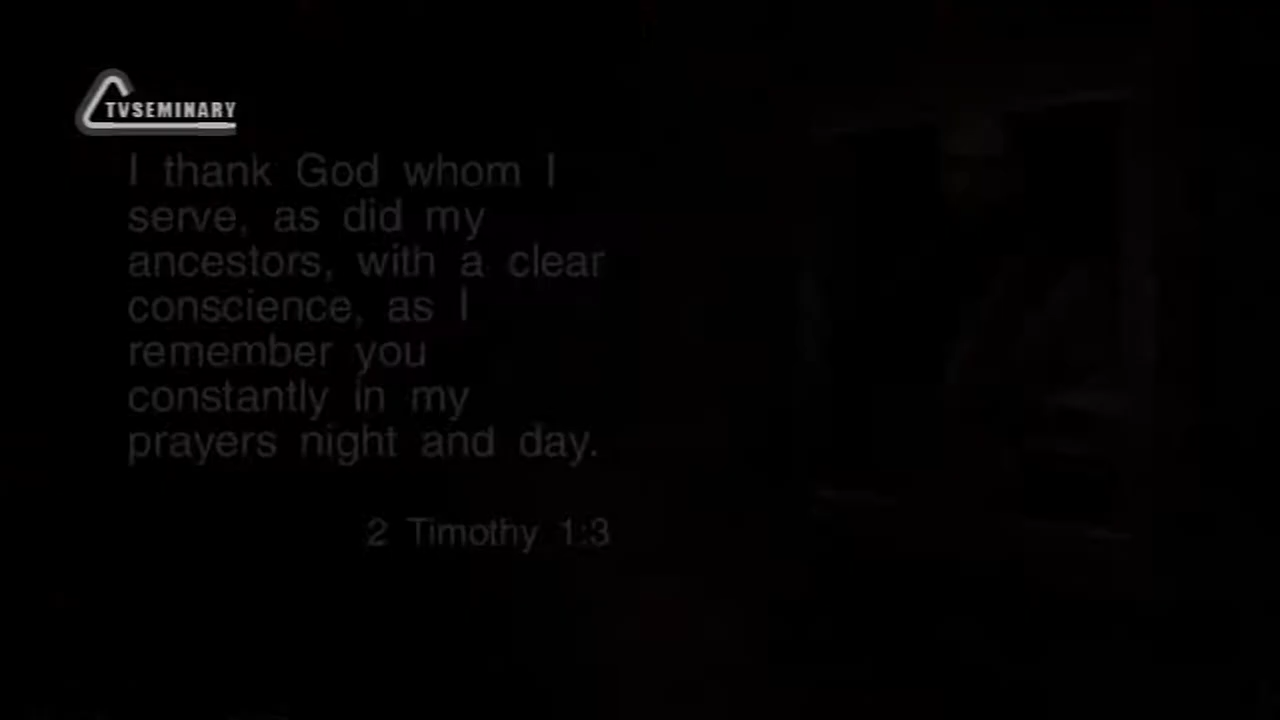 TVSEMINARY
I thank God whom I
serve, as did my
ancestors, with a clear
conscience, as I
remember you
constantly in my
prayers night and day.
2 Timothy 1:3